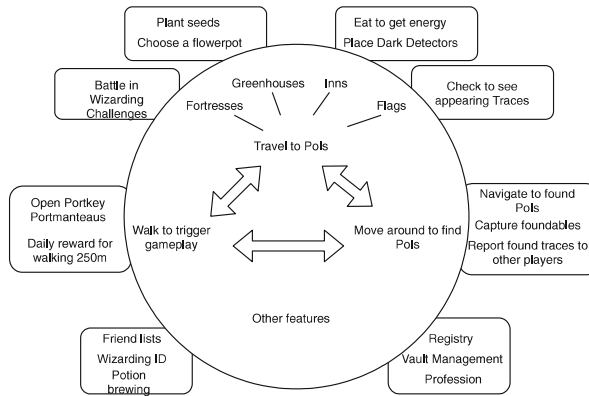 Plant seeds
Choose a flowerpot
Eat to get energy
Place Dark Detectors
Battle in
Wizarding
Challenges
Greenhouses
Inns
Fortresses
Flags
Check to see
appearing Traces
Travel to PoIs
Open Portkey
Portmanteaus
Daily reward for
walking 250m
Walk to trigger
gameplay
Move around to find
PoIs
Navigate to found
PoIs
Capture foundables
Report found traces to
other players
Other features
Friend lists
Wizarding ID
Potion
brewing
Registry
Vault Management
Profession